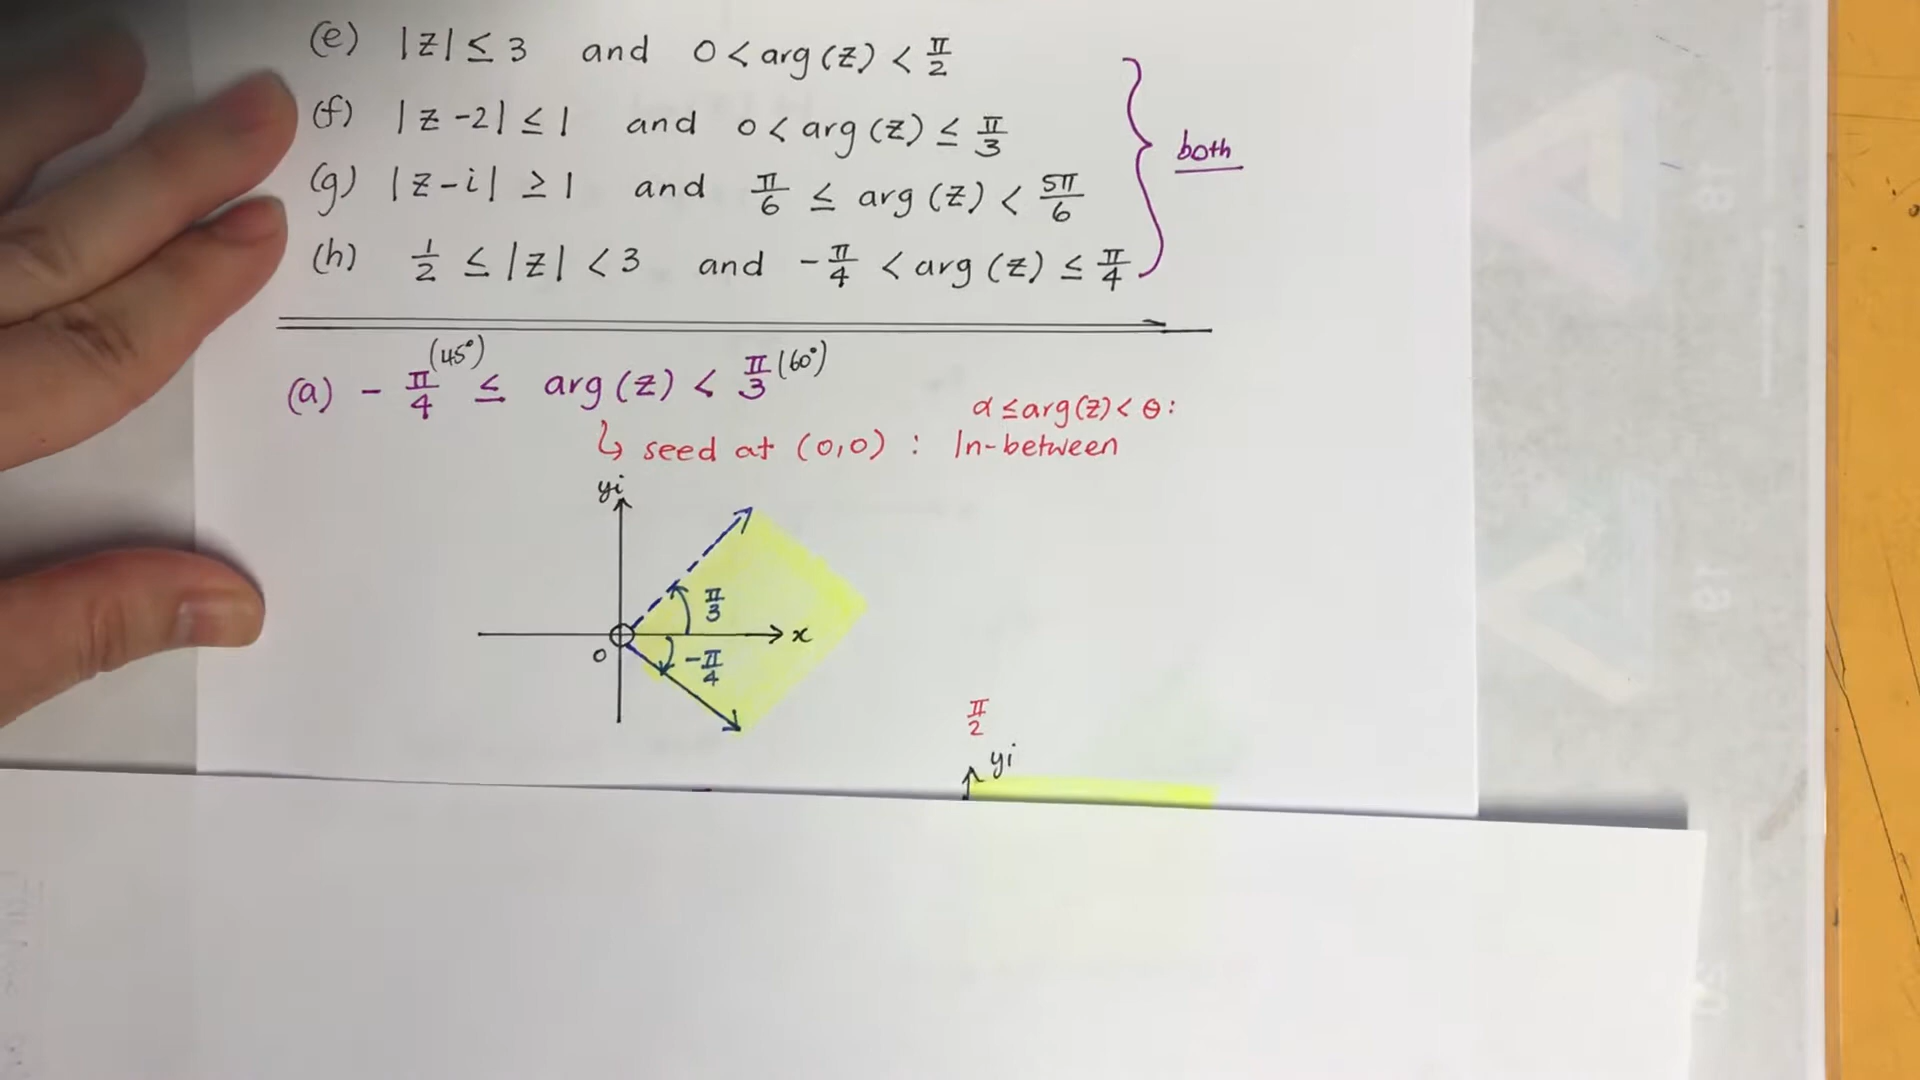 (e) |z| ≤ 3 and 0 < arg(z) < π/2
(f) |z - 2| ≤ 1 and 0 < arg(z) ≤ π/3
(g) |z - i| ≥ 1 and π/6 ≤ arg(z) < 5π/6
(h) 1/2 ≤ |z| < 3 and -π/4 < arg(z) ≤ π/4
both
(a) - π/4 (45°) ≤ arg(z) < π/3 (60°)
α ≤ arg(z) < θ:
↳ seed at (0,0) : In-between
yi
π/3
x
0
-π/4
π/2
yi